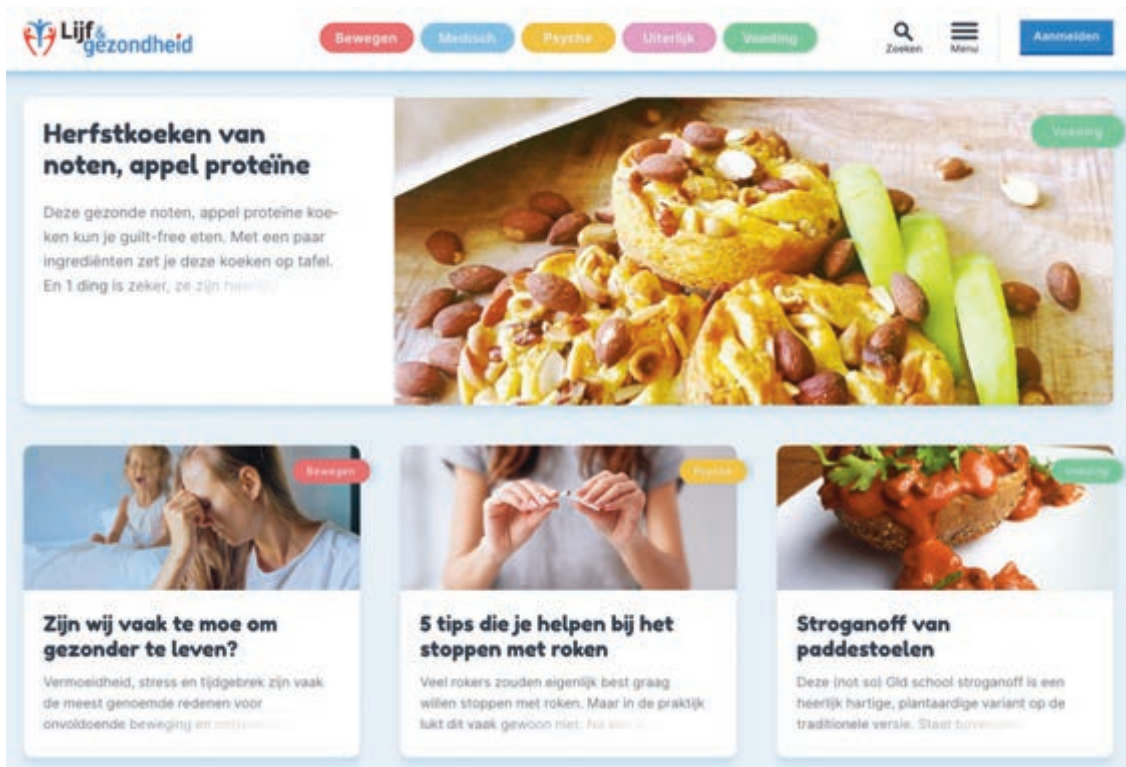 Lijf &
gezondheid
Bewegen
Medisch
Psyche
Uiterlijk
Voeding
Zoeken
Menu
Aanmelden
Herfstkoeken van
noten, appel proteïne
Deze gezonde noten, appel proteïne koe-
ken kun je guilt-free eten. Met een paar
ingrediënten zet je deze koeken op tafel.
En 1 ding is zeker, ze zijn
Voeding
Bewegen
Zijn wij vaak te moe om
gezonder te leven?
Vermoeidheid, stress en tijdgebrek zijn vaak
de meest genoemde redenen voor
onvoldoende beweging en
Psyche
5 tips die je helpen bij het
stoppen met roken
Veel rokers zouden eigenlijk best graag
willen stoppen met roken. Maar in de praktijk
lukt dit vaak gewoon niet.
Voeding
Stroganoff van
paddestoelen
Deze (not so) Old school stroganoff is een
heerlijk hartige, plantaardige variant op de
traditionele versie. Staat